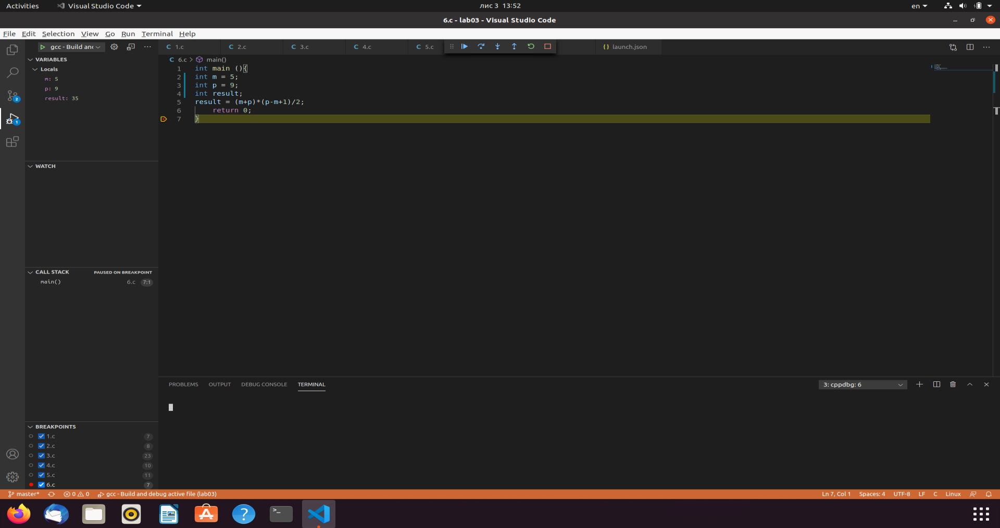 Activities
Visual Studio Code
лис 3 13:52
en
6.c - lab03 - Visual Studio Code
File Edit Selection View Go Run Terminal Help
gcc - Build and
C 1.c
C 2.c
C 3.c
C 4.c
C 5.c
{} launch.json
VARIABLES
Locals
m: 5
p: 9
result: 35
WATCH
CALL STACK
PAUSED ON BREAKPOINT
main()
6.c 7:1
BREAKPOINTS
1.c 7
2.c 8
3.c 23
4.c 10
5.c 11
6.c 7
C 6.c > main()
1 int main (){
2 int m = 5;
3 int p = 9;
4 int result;
5 result = (m+p)*(p-m+1)/2;
6 return 0;
7 }
PROBLEMS OUTPUT DEBUG CONSOLE TERMINAL
3: cppdbg: 6
2
1
master* 0 0 gcc - Build and debug active file (lab03)
Ln 7, Col 1 Spaces: 4 UTF-8 LF C Linux